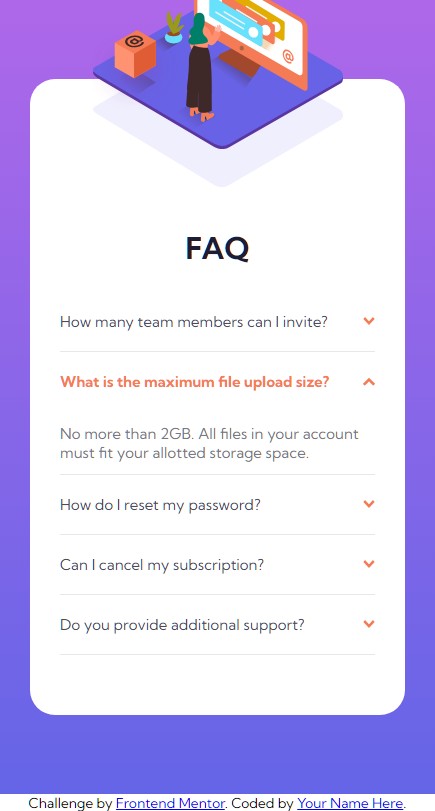 FAQ
How many team members can I invite?
What is the maximum file upload size?
No more than 2GB. All files in your account
must fit your allotted storage space.
How do I reset my password?
Can I cancel my subscription?
Do you provide additional support?
Challenge by Frontend Mentor. Coded by Your Name Here.